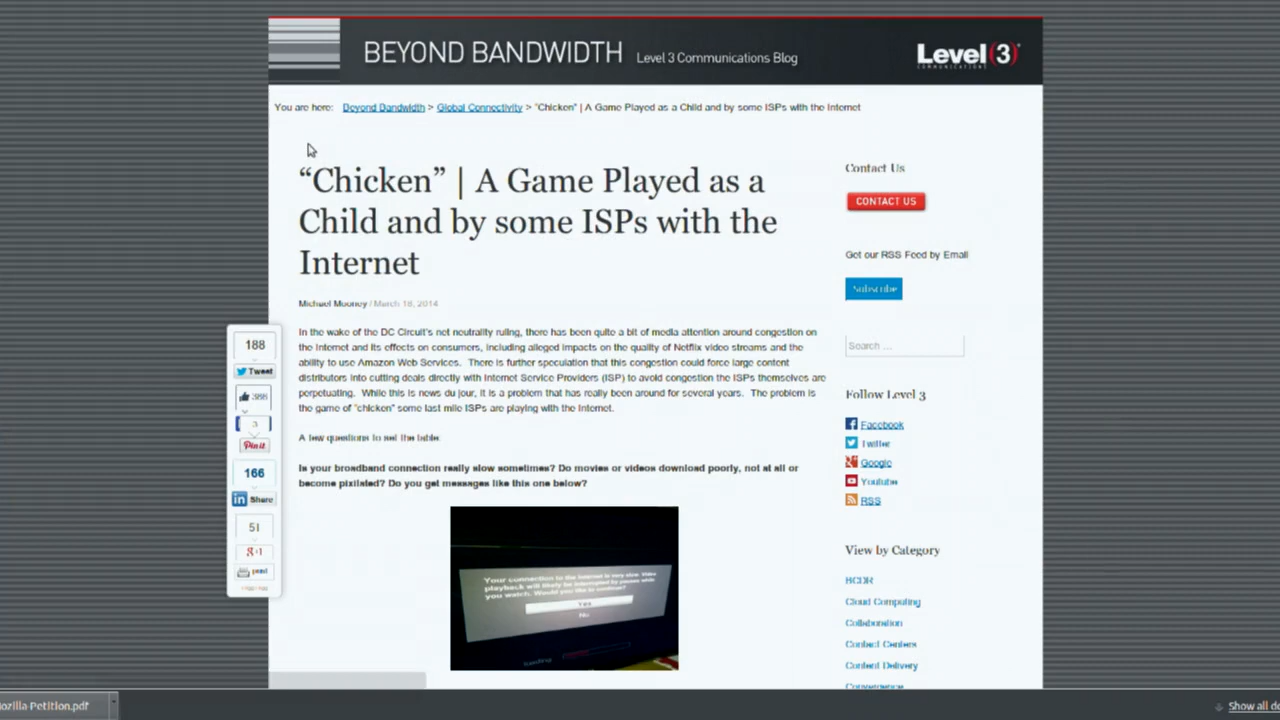 BEYOND BANDWIDTH Level 3 Communications Blog
Level (3)
COMMUNICATIONS
You are here: Beyond Bandwidth > Global Connectivity > "Chicken" | A Game Played as a Child and by some ISPs with the Internet
“Chicken” | A Game Played as a
Child and by some ISPs with the
Internet
Michael Mooney / March 18, 2014
In the wake of the DC Circuit's net neutrality ruling, there has been quite a bit of media attention around congestion on
the Internet and its effects on consumers, including alleged impacts on the quality of Netflix video streams and the
ability to use Amazon Web Services. There is further speculation that this congestion could force large content
distributors into cutting deals directly with Internet Service Providers (ISP) to avoid congestion the ISPs themselves are
perpetuating. While this is news du jour, it is a problem that has really been around for several years. The problem is
the game of "chicken" some last mile ISPs are playing with the Internet.
A few questions to set the table:
Is your broadband connection really slow sometimes? Do movies or videos download poorly, not at all or
become pixilated? Do you get messages like this one below?
Your connection to the Internet is very slow. Video
playback will likely be interrupted by pauses while
you watch. Would you like to continue?
Yes
No
188
Tweet
388
3
Pin it
166
Share
51
+1
print
Contact Us
CONTACT US
Get our RSS Feed by Email
Subscribe
Search ...
Follow Level 3
Facebook
Twitter
Google
Youtube
RSS
View by Category
BCDR
Cloud Computing
Collaboration
Contact Centers
Content Delivery
Convergence
ozilla Petition.pdf
Show all do